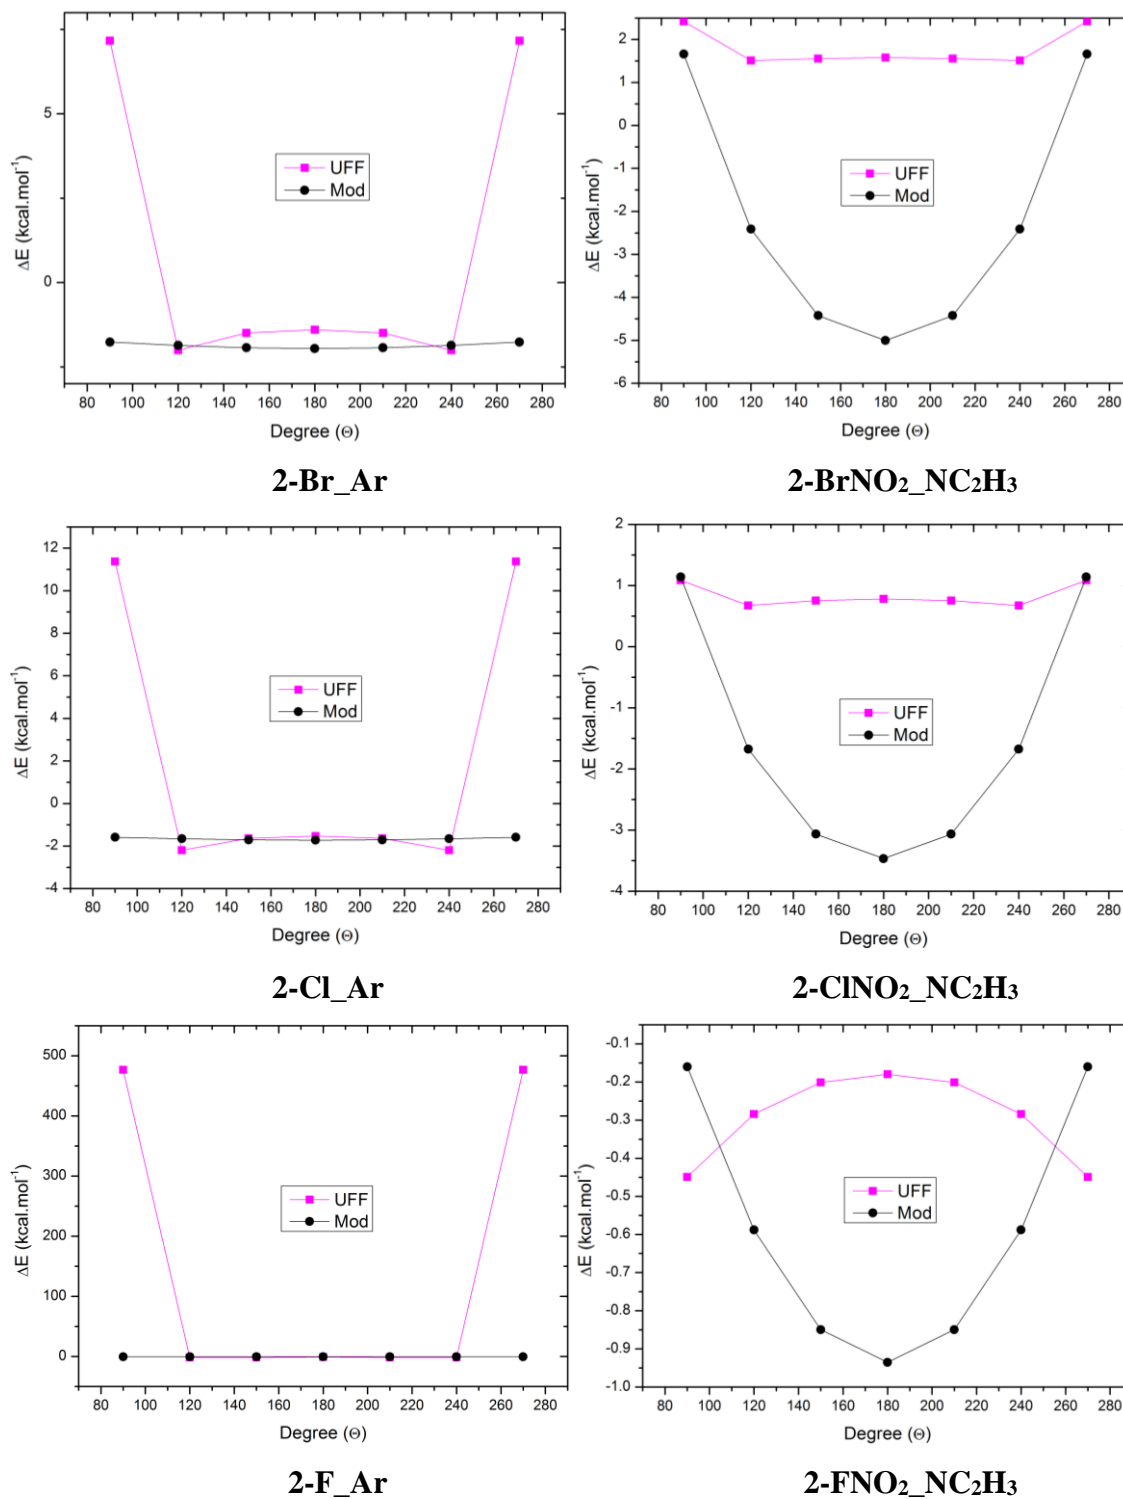 5
0
ΔE (kcal.mol⁻¹)
UFF
Mod
80 100 120 140 160 180 200 220 240 260 280
Degree (Θ)
2-Br_Ar
2
1
0
-1
-2
-3
-4
-5
-6
ΔE (kcal.mol⁻¹)
UFF
Mod
80 100 120 140 160 180 200 220 240 260 280
Degree (Θ)
2-BrNO₂_NC₂H₃
12
10
8
6
4
2
0
-2
-4
ΔE (kcal.mol⁻¹)
UFF
Mod
80 100 120 140 160 180 200 220 240 260 280
Degree (Θ)
2-Cl_Ar
2
1
0
-1
-2
-3
-4
ΔE (kcal.mol⁻¹)
UFF
Mod
80 100 120 140 160 180 200 220 240 260 280
Degree (Θ)
2-ClNO₂_NC₂H₃
500
400
300
200
100
0
ΔE (kcal.mol⁻¹)
UFF
Mod
80 100 120 140 160 180 200 220 240 260 280
Degree (Θ)
2-F_Ar
-0.1
-0.2
-0.3
-0.4
-0.5
-0.6
-0.7
-0.8
-0.9
-1.0
ΔE (kcal.mol⁻¹)
UFF
Mod
80 100 120 140 160 180 200 220 240 260 280
Degree (Θ)
2-FNO₂_NC₂H₃